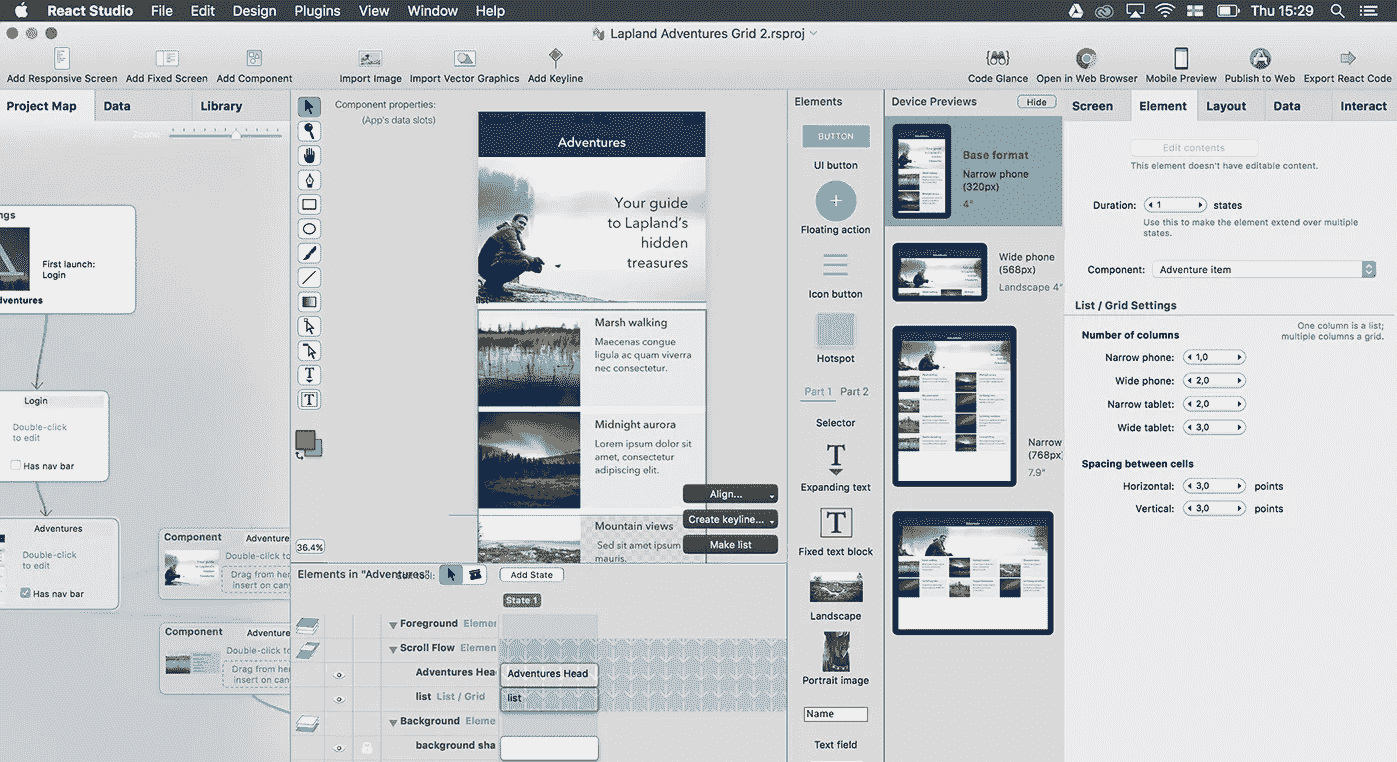 React Studio File Edit Design Plugins View Window Help Thu 15:29
Lapland Adventures Grid 2.rsproj
Add Responsive Screen Add Fixed Screen Add Component Import Image Import Vector Graphics Add Keyline Code Glance Open in Web Browser Mobile Preview Publish to Web Export React Code
Project Map Data Library
Zoom:
ngs
First launch:
Login
dventures
Login
Double-click
to edit
Has nav bar
Adventures
Double-click
to edit
Has nav bar
Component Adventure
Double-click to
Drag from her
insert on canv
Component Adventure
Double-click to
Drag from her
insert on canv
Component properties:
(App's data slots)
Adventures
Your guide
to Lapland's
hidden
treasures
list
Marsh walking
Maecenas congue
ligula ac quam viverra
nec consectetur.
Midnight aurora
Lorem ipsum dolor sit
amet, consectetur
adipiscing elit.
Mountain views
Sed sit amet ipsum
mauris.
Align...
Create keyline...
Make list
36.4%
Elements in "Adventures"
Add State
State 1
Foreground Elemen
Scroll Flow Elemen
Adventures Hea Adventures Head
list List / Grid list
Background Eleme
background sha
Elements
BUTTON
UI button
Floating action
Icon button
Hotspot
Part 1 Part 2
Selector
T
Expanding text
T
Fixed text block
Landscape
Portrait image
Name
Text field
Device Previews Hide
Base format
Narrow phone
(320px)
4"
Wide phone
(568px)
Landscape 4"
Narrow
(768px
7.9"
Screen Element Layout Data Interact
Edit contents
This element doesn't have editable content.
Duration: 1 states
Use this to make the element extend over multiple
states.
Component: Adventure item
List / Grid Settings
Number of columns
One column is a list;
multiple columns a grid.
Narrow phone: 1,0
Wide phone: 2,0
Narrow tablet: 2,0
Wide tablet: 3,0
Spacing between cells
Horizontal: 3,0 points
Vertical: 3,0 points